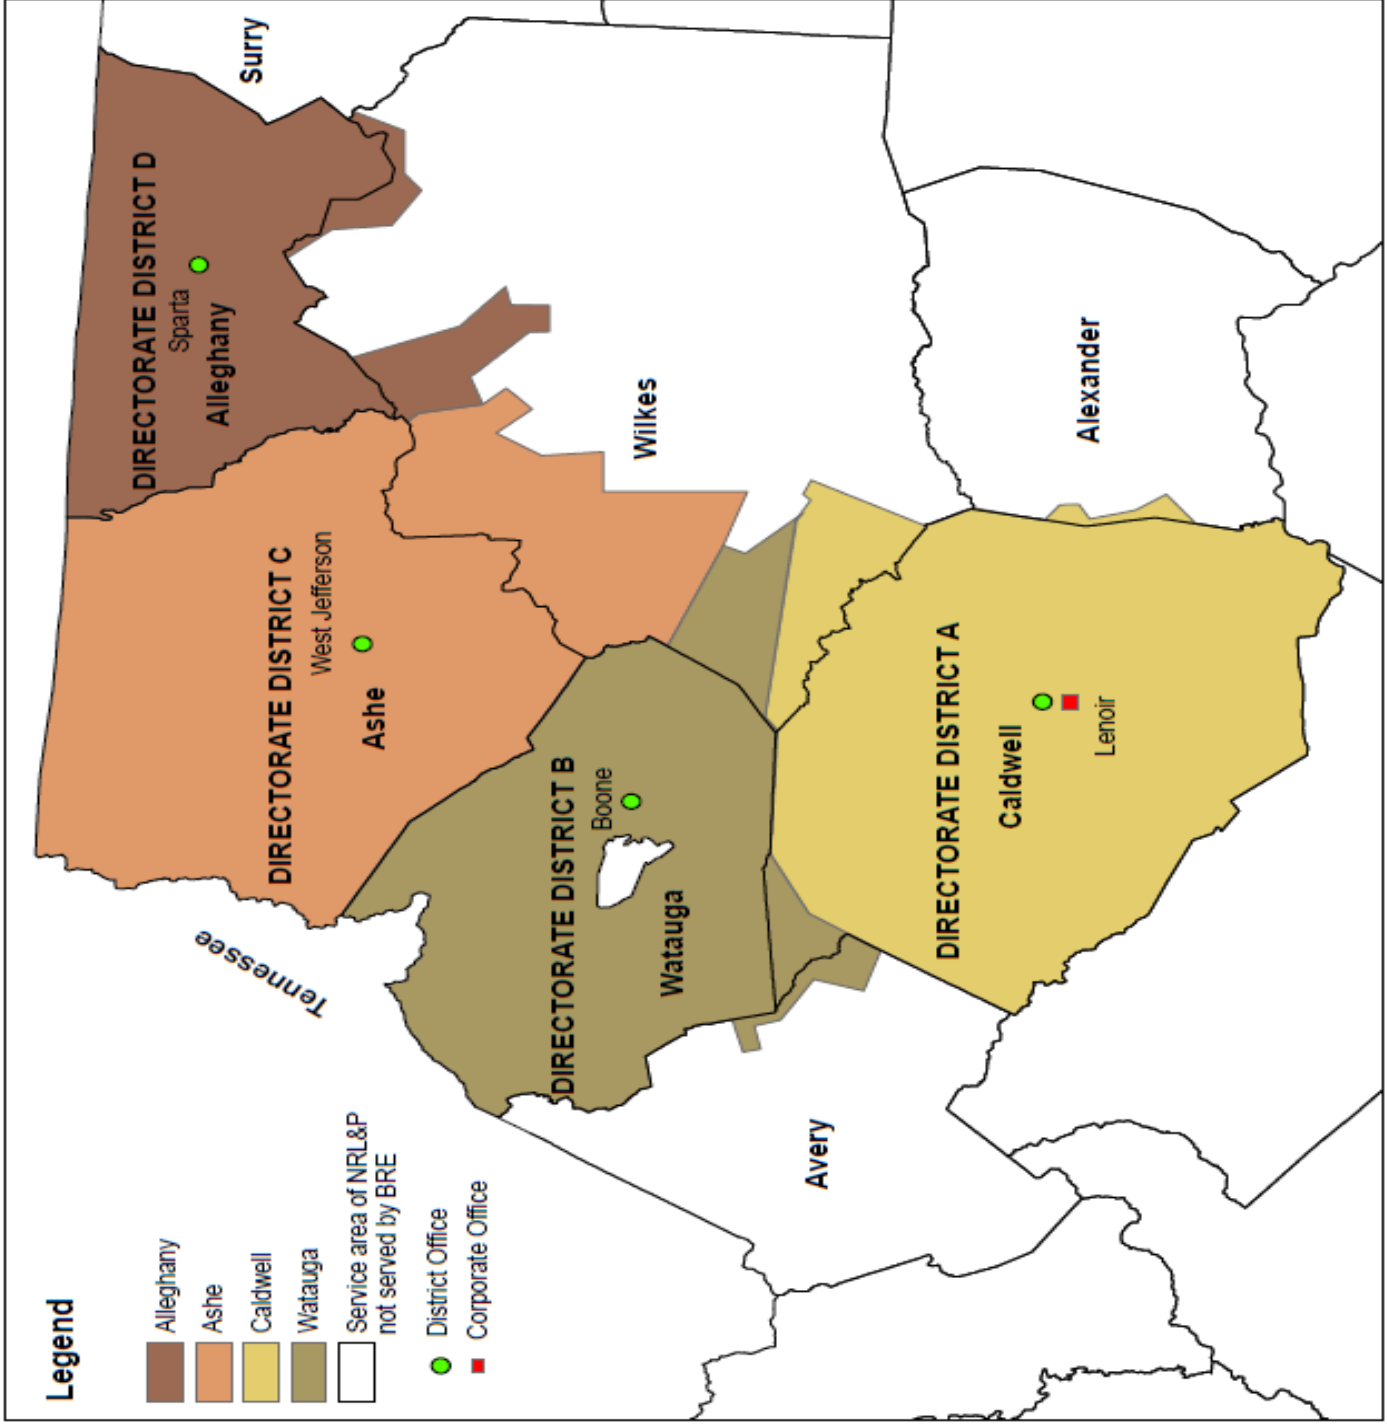 Legend
Alleghany
Ashe
Caldwell
Watauga
Service area of NRL&P
not served by BRE
District Office
Corporate Office
Tennessee
DIRECTORATE DISTRICT C
West Jefferson
Ashe
DIRECTORATE DISTRICT D
Sparta
Alleghany
Surry
DIRECTORATE DISTRICT B
Boone
Watauga
Wilkes
Avery
DIRECTORATE DISTRICT A
Caldwell
Lenoir
Alexander